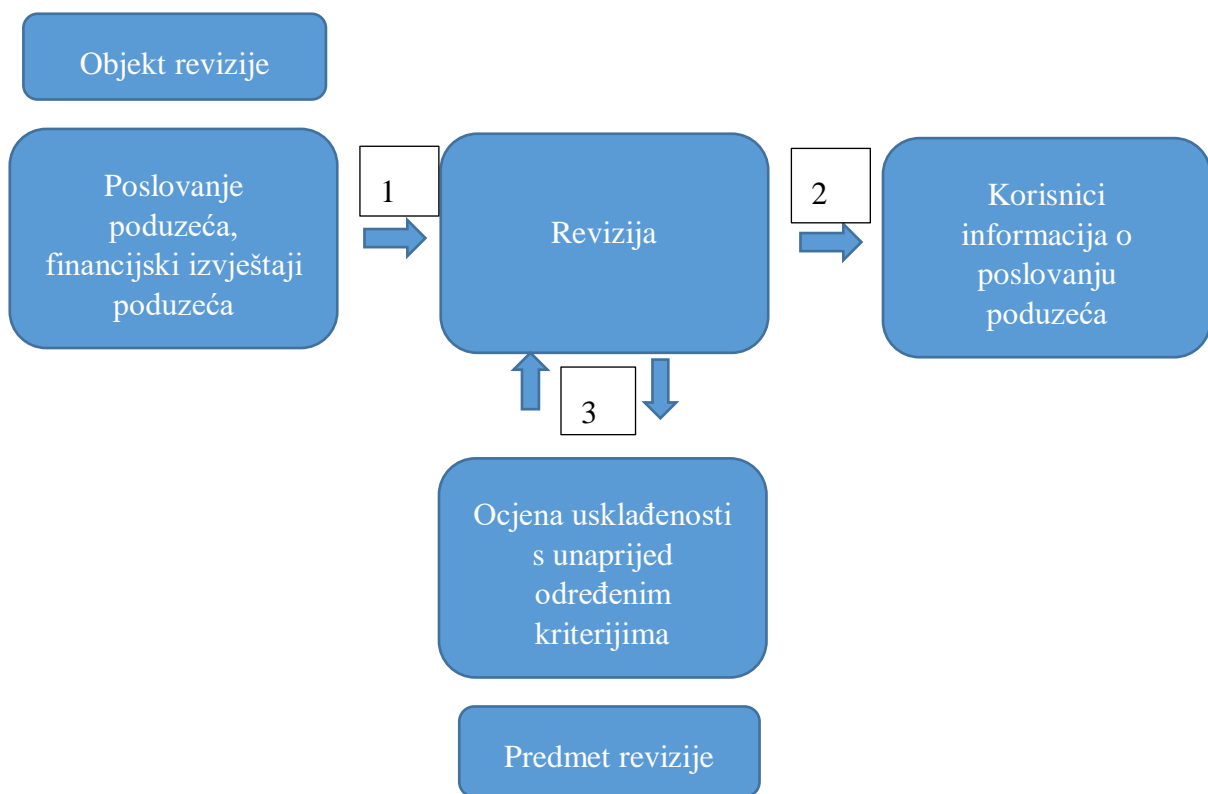 Objekt revizije
Poslovanje
poduzeća,
financijski izvještaji
poduzeća
1
Revizija
2
Korisnici
informacija o
poslovanju
poduzeća
3
Ocjena usklađenosti
s unaprijed
određenim
kriterijima
Predmet revizije